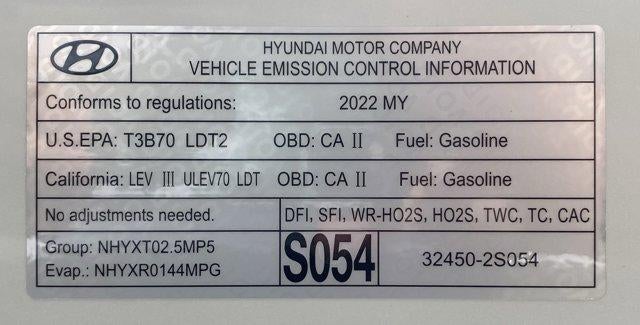 HYUNDAI MOTOR COMPANY
VEHICLE EMISSION CONTROL INFORMATION
Conforms to regulations: 2022 MY
U.S.EPA: T3B70 LDT2 OBD: CA II Fuel: Gasoline
California: LEV III ULEV70 LDT OBD: CA II Fuel: Gasoline
No adjustments needed. DFI, SFI, WR-HO2S, HO2S, TWC, TC, CAC
Group: NHYXT02.5MP5
Evap.: NHYXR0144MPG
S054
32450-2S054